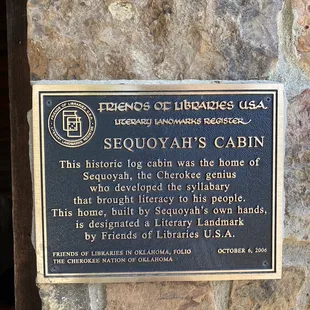 FRIENDS OF LIBRARIES U.S.A.
LITERARY LANDMARKS REGISTER
SEQUOYAH'S CABIN
This historic log cabin was the home of
Sequoyah, the Cherokee genius
who developed the syllabary
that brought literacy to his people.
This home, built by Sequoyah's own hands,
is designated a Literary Landmark
by Friends of Libraries U.S.A.
FRIENDS OF LIBRARIES IN OKLAHOMA, FOLIO OCTOBER 6, 2006
THE CHEROKEE NATION OF OKLAHOMA